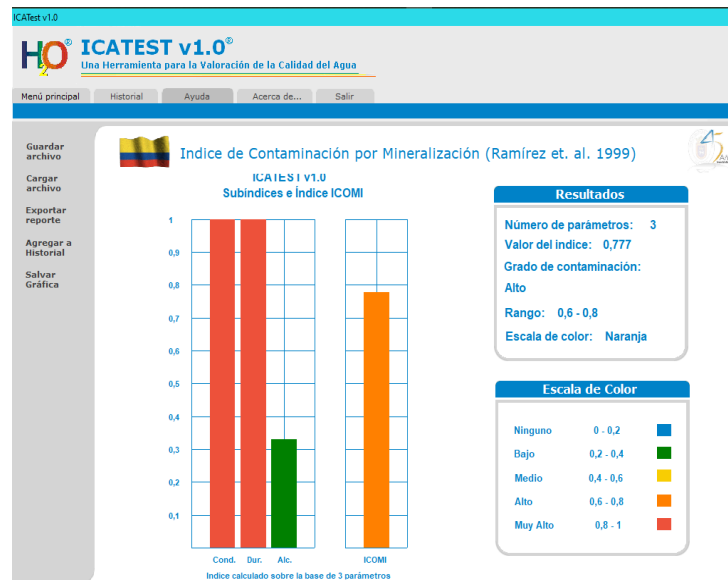 ICATest v1.0
H2O®
ICATEST v1.0®
Una Herramienta para la Valoración de la Calidad del Agua
Menú principal Historial Ayuda Acerca de... Salir
Guardar archivo
Cargar archivo
Exportar reporte
Agregar a Historial
Salvar Gráfica
Indice de Contaminación por Mineralización (Ramírez et. al. 1999)
ICATEST v1.0
Subíndices e Índice ICOMI
1
0,9
0,8
0,7
0,6
0,5
0,4
0,3
0,2
0,1
Cond. Dur. Alc. ICOMI
Indice calculado sobre la base de 3 parámetros
Resultados
Número de parámetros: 3
Valor del indice: 0,777
Grado de contaminación:
Alto
Rango: 0,6 - 0,8
Escala de color: Naranja
Escala de Color
Ninguno 0 - 0,2
Bajo 0,2 - 0,4
Medio 0,4 - 0,6
Alto 0,6 - 0,8
Muy Alto 0,8 - 1